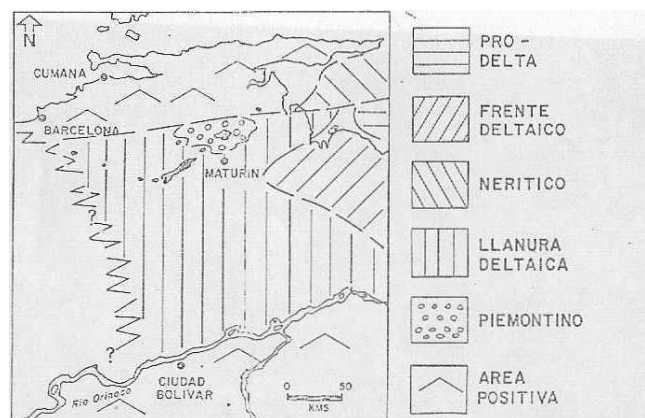 N
CUMANA
BARCELONA
MATURIN
?
?
Río Orinoco
CIUDAD
BOLIVAR
0 50
KMS
PRO -
DELTA
FRENTE
DELTAICO
NERITICO
LLANURA
DELTAICA
PIEMONTINO
AREA
POSITIVA